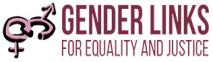 GENDER LINKS
FOR EQUALITY AND JUSTICE